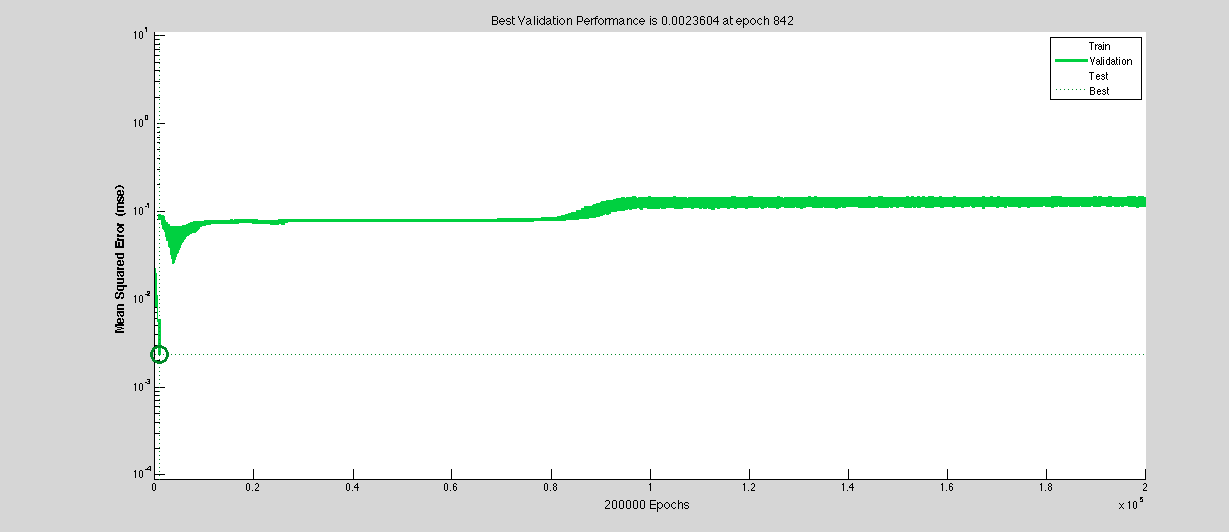 Best Validation Performance is 0.0023604 at epoch 842
Train
Validation
Test
Best
Mean Squared Error (mse)
10^1
10^0
10^-1
10^-2
10^-3
10^-4
0 0.2 0.4 0.6 0.8 1 1.2 1.4 1.6 1.8 2
x 10^5
200000 Epochs